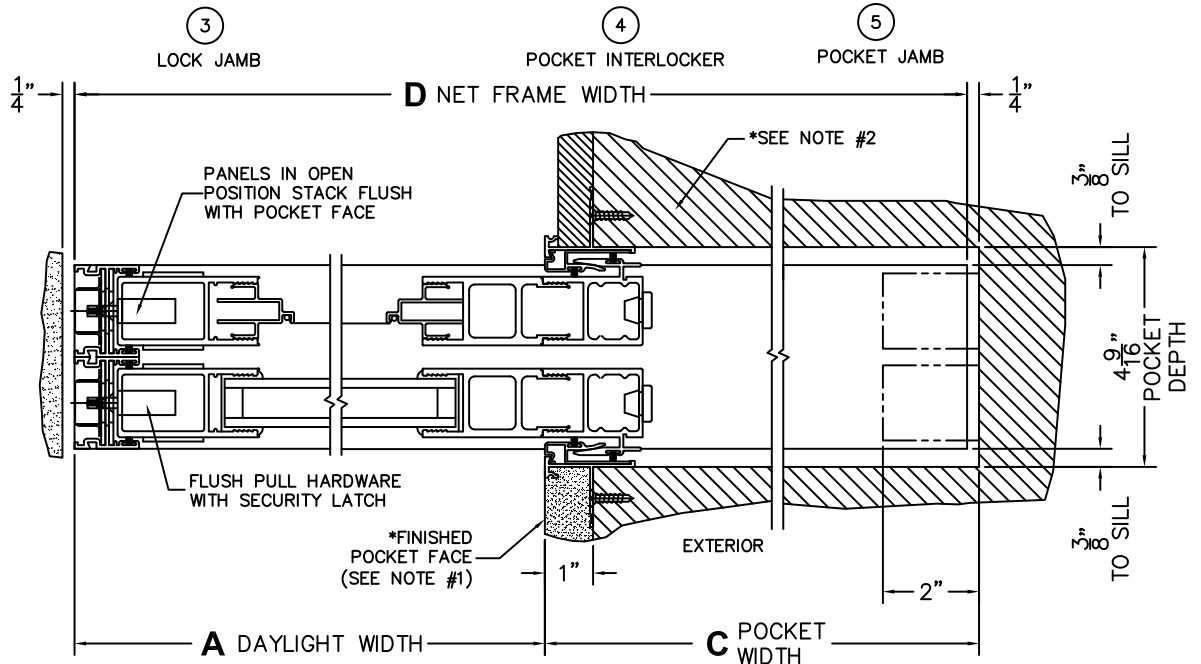 3
LOCK JAMB
4
POCKET INTERLOCKER
5
POCKET JAMB
1/4"
D NET FRAME WIDTH
1/4"
*SEE NOTE #2
3/8"
TO SILL
PANELS IN OPEN
POSITION STACK FLUSH
WITH POCKET FACE
4 9/16"
POCKET
DEPTH
FLUSH PULL HARDWARE
WITH SECURITY LATCH
*FINISHED
POCKET FACE
(SEE NOTE #1)
EXTERIOR
3/8"
TO SILL
1"
2"
A DAYLIGHT WIDTH
C POCKET
WIDTH